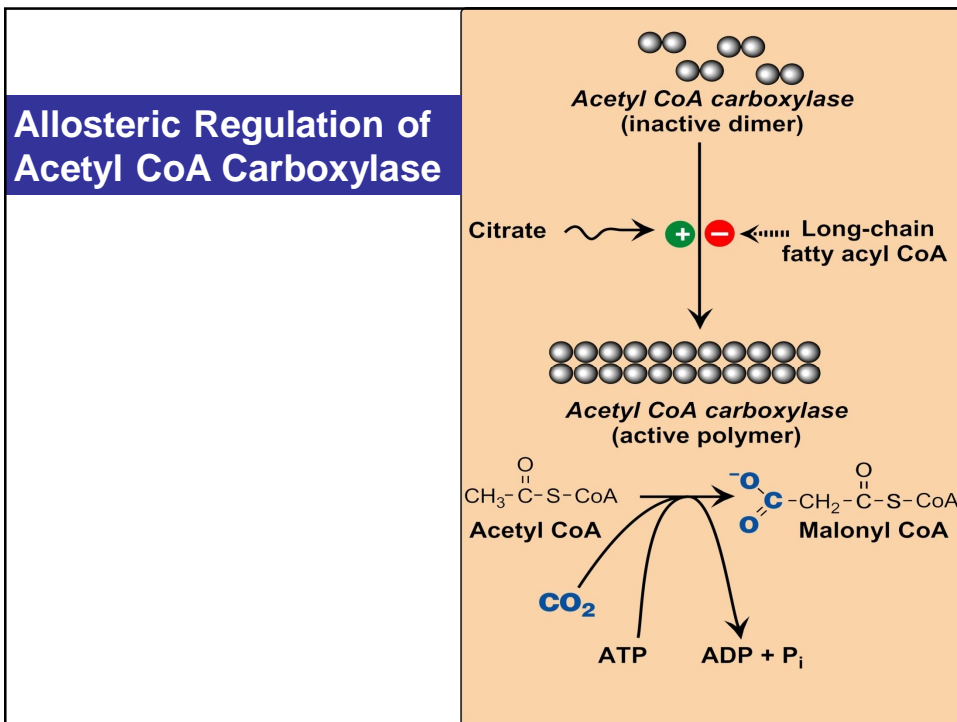 Allosteric Regulation of
Acetyl CoA Carboxylase
Acetyl CoA carboxylase
(inactive dimer)
Citrate
+
−
Long-chain
fatty acyl CoA
Acetyl CoA carboxylase
(active polymer)
O
CH₃-C-S-CoA
Acetyl CoA
O
⁻O
C-CH₂-C-S-CoA
O
Malonyl CoA
CO₂
ATP
ADP + Pᵢ